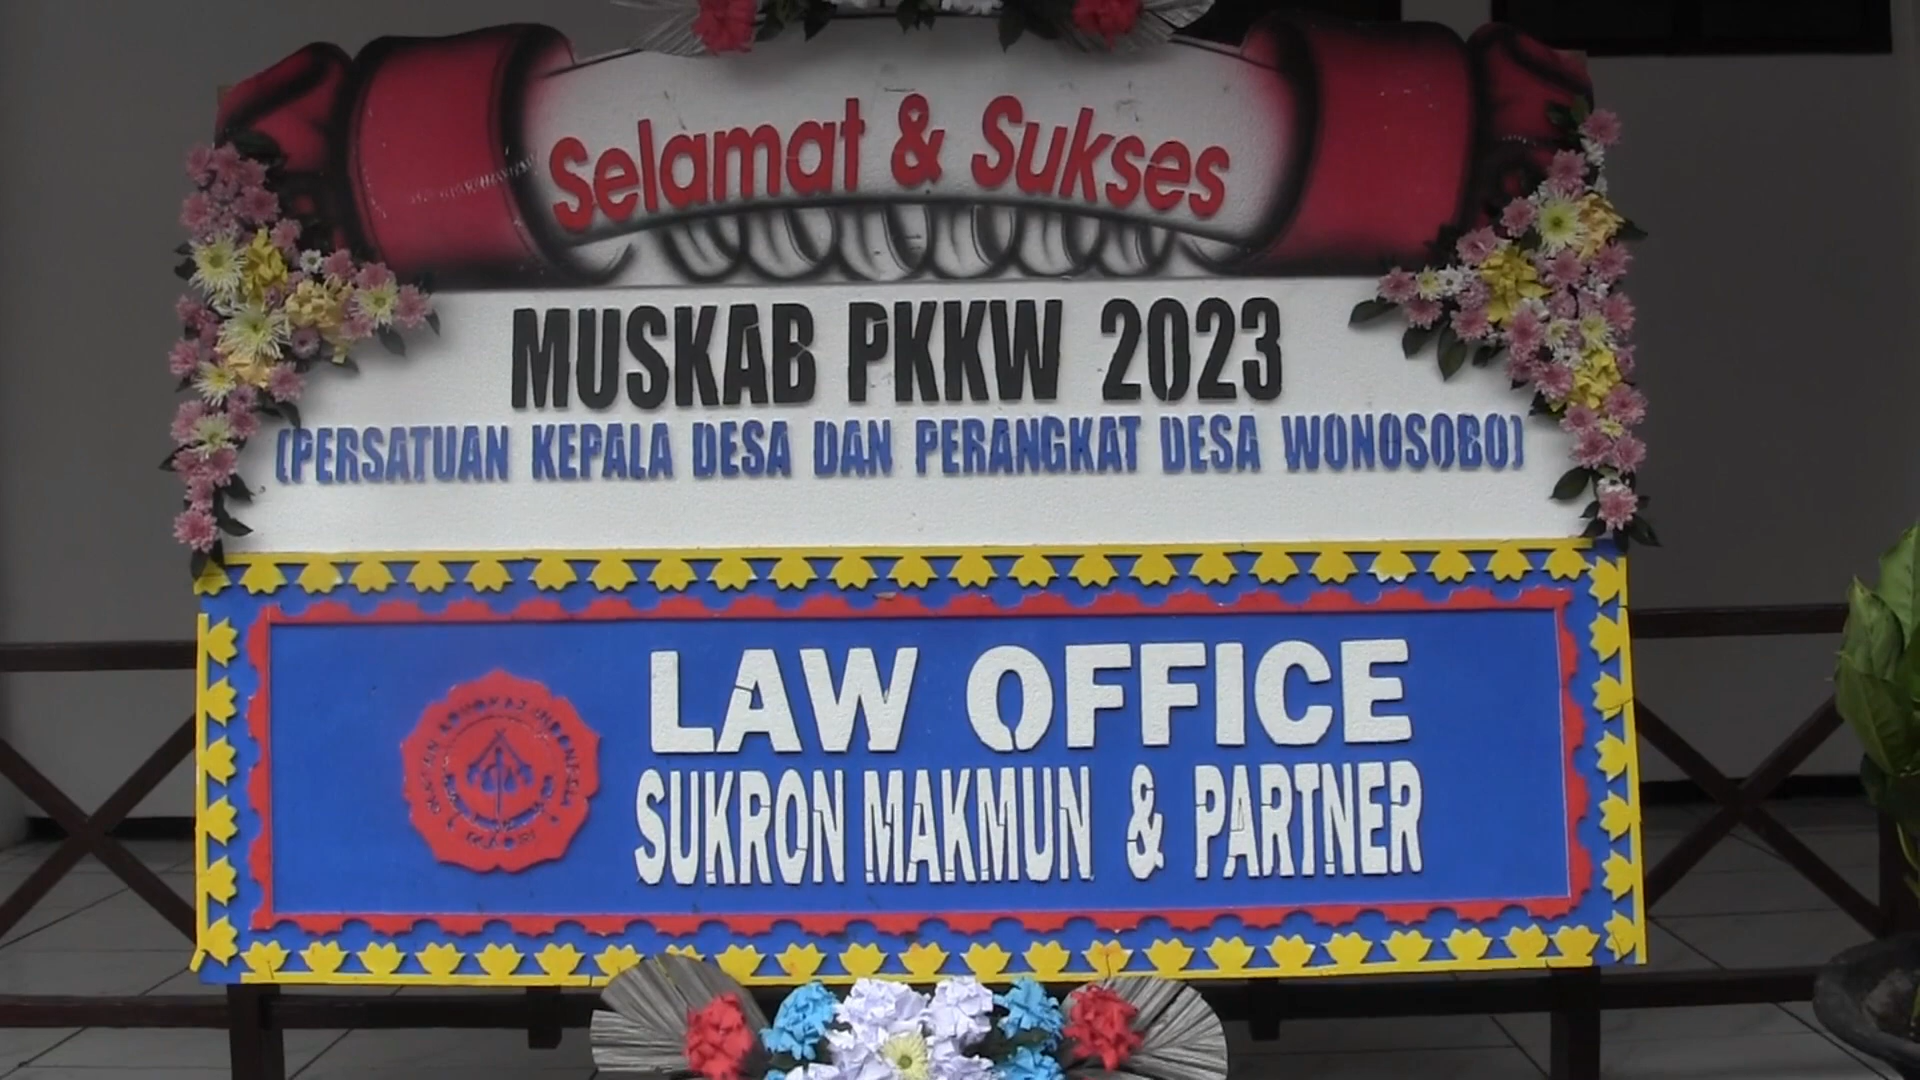 Selamat & Sukses
MUSKAB PKKW 2023
(PERSATUAN KEPALA DESA DAN PERANGKAT DESA WONOSOBO)
LAW OFFICE
SUKRON MAKMUN & PARTNER